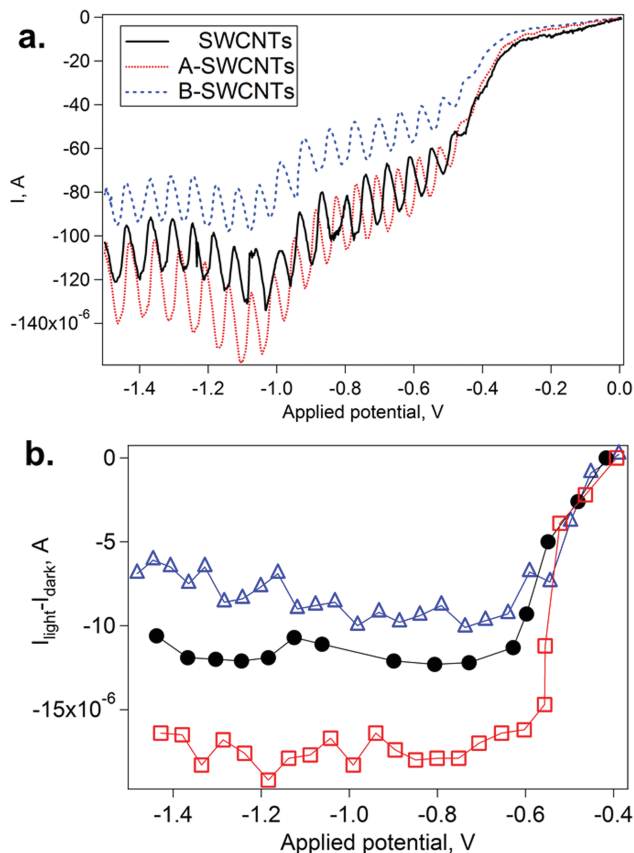 a.
0
-20
-40
-60
-80
-100
-120
-140x10⁻⁶
I, A
SWCNTs
A-SWCNTs
B-SWCNTs
-1.4 -1.2 -1.0 -0.8 -0.6 -0.4 -0.2 0.0
Applied potential, V
b.
0
-5
-10
-15x10⁻⁶
I_light-I_dark, A
-1.4 -1.2 -1.0 -0.8 -0.6 -0.4
Applied potential, V